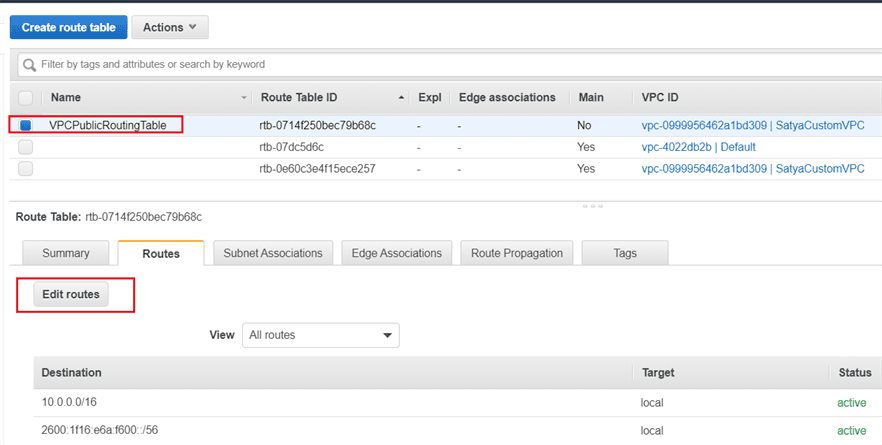 Create route table Actions
Filter by tags and attributes or search by keyword
Name Route Table ID Expl Edge associations Main VPC ID
VPCPublicRoutingTable rtb-0714f250bec79b68c - - No vpc-0999956462a1bd309 | SatyaCustomVPC
rtb-07dc5d6c - - Yes vpc-4022db2b | Default
rtb-0e60c3e4f15ece257 - - Yes vpc-0999956462a1bd309 | SatyaCustomVPC
Route Table: rtb-0714f250bec79b68c
Summary Routes Subnet Associations Edge Associations Route Propagation Tags
Edit routes
View All routes
Destination Target Status
10.0.0.0/16 local active
2600:1f16:e6a:f600::/56 local active